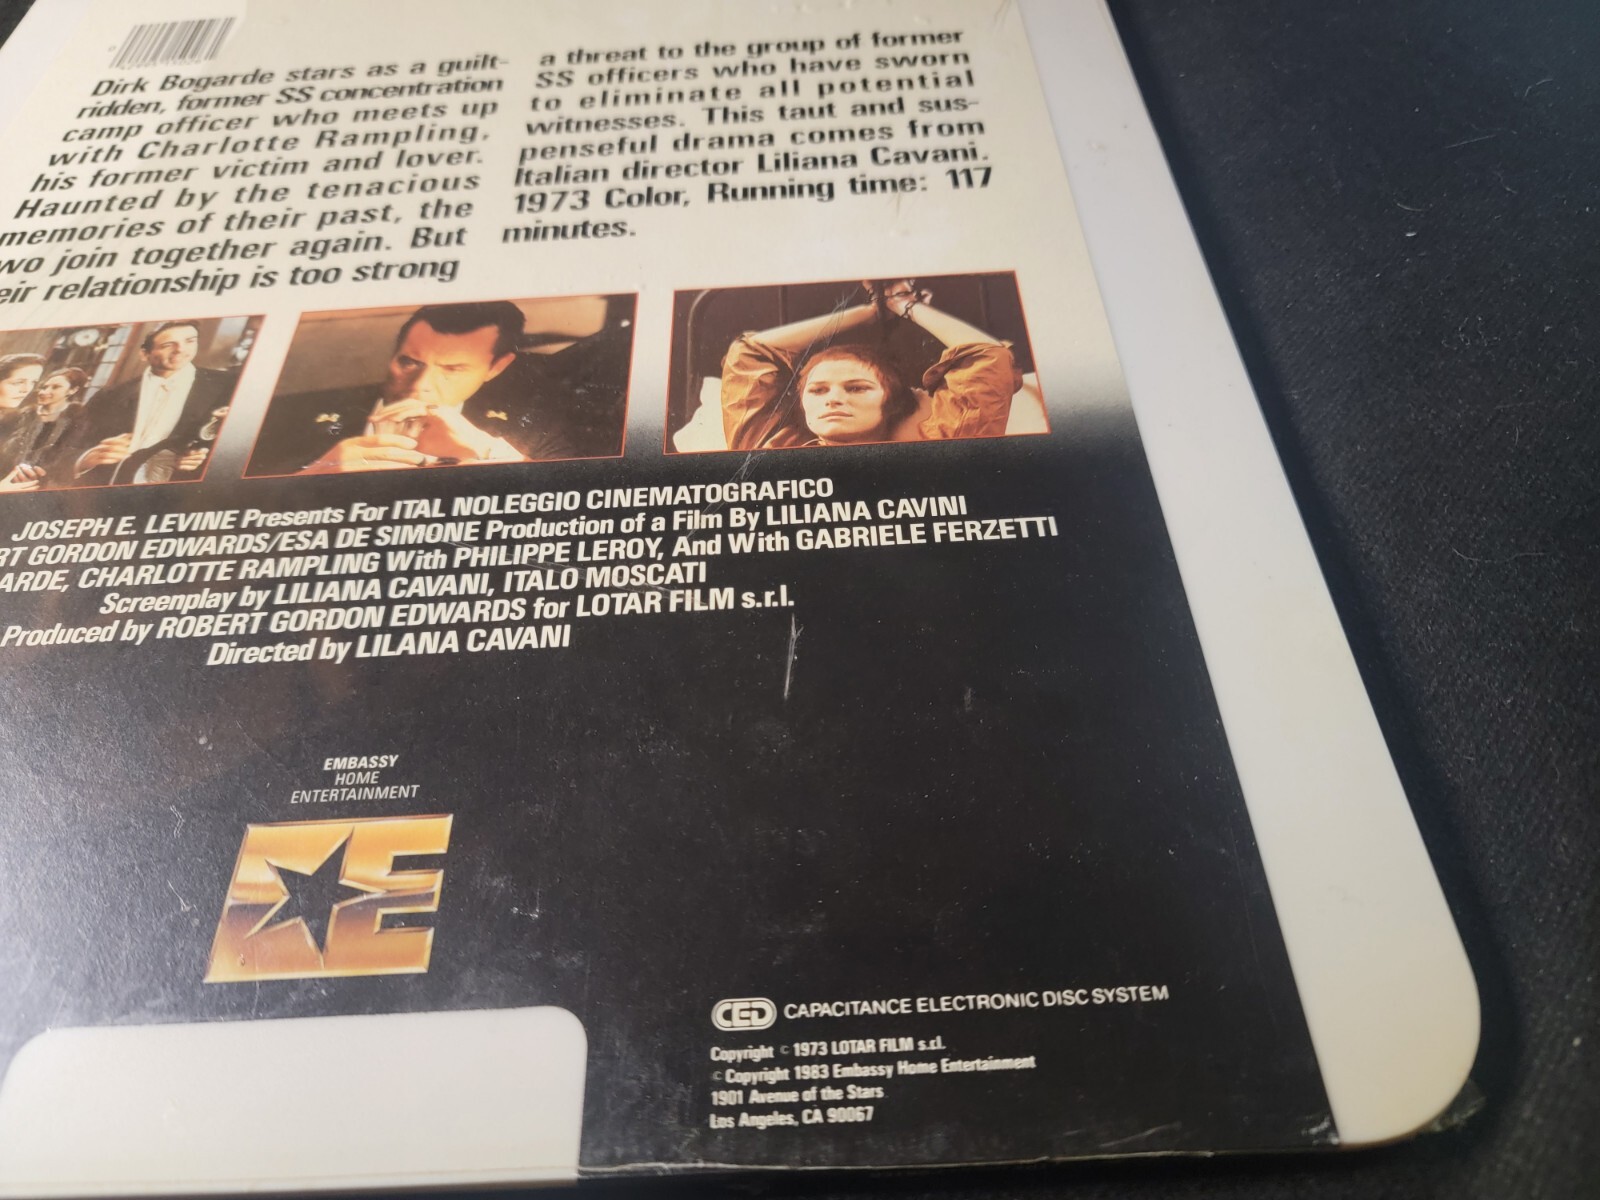 Dirk Bogarde stars as a guilt-
ridden, former SS concentration
camp officer who meets up
with Charlotte Rampling,
his former victim and lover.
Haunted by the tenacious
memories of their past, the
wo join together again. But
eir relationship is too strong
a threat to the group of former
SS officers who have sworn
to eliminate all potential
witnesses. This taut and sus-
penseful drama comes from
Italian director Liliana Cavani.
1973 Color, Running time: 117
minutes.
JOSEPH E. LEVINE Presents For ITAL NOLEGGIO CINEMATOGRAFICO
RT GORDON EDWARDS/ESA DE SIMONE Production of a Film By LILIANA CAVINI
ARDE, CHARLOTTE RAMPLING With PHILIPPE LEROY, And With GABRIELE FERZETTI
Screenplay by LILIANA CAVANI, ITALO MOSCATI
Produced by ROBERT GORDON EDWARDS for LOTAR FILM s.r.l.
Directed by LILANA CAVANI
EMBASSY
HOME
ENTERTAINMENT
E
CED CAPACITANCE ELECTRONIC DISC SYSTEM
Copyright © 1973 LOTAR FILM s.r.l.
© Copyright 1983 Embassy Home Entertainment
1901 Avenue of the Stars
Los Angeles, CA 90067